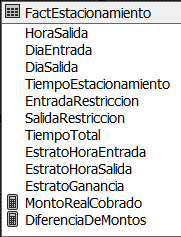 FactEstacionamiento
HoraSalida
DiaEntrada
DiaSalida
TiempoEstacionamiento
EntradaRestriccion
SalidaRestriccion
TiempoTotal
EstratoHoraEntrada
EstratoHoraSalida
EstratoGanancia
MontoRealCobrado
DiferenciaDeMontos